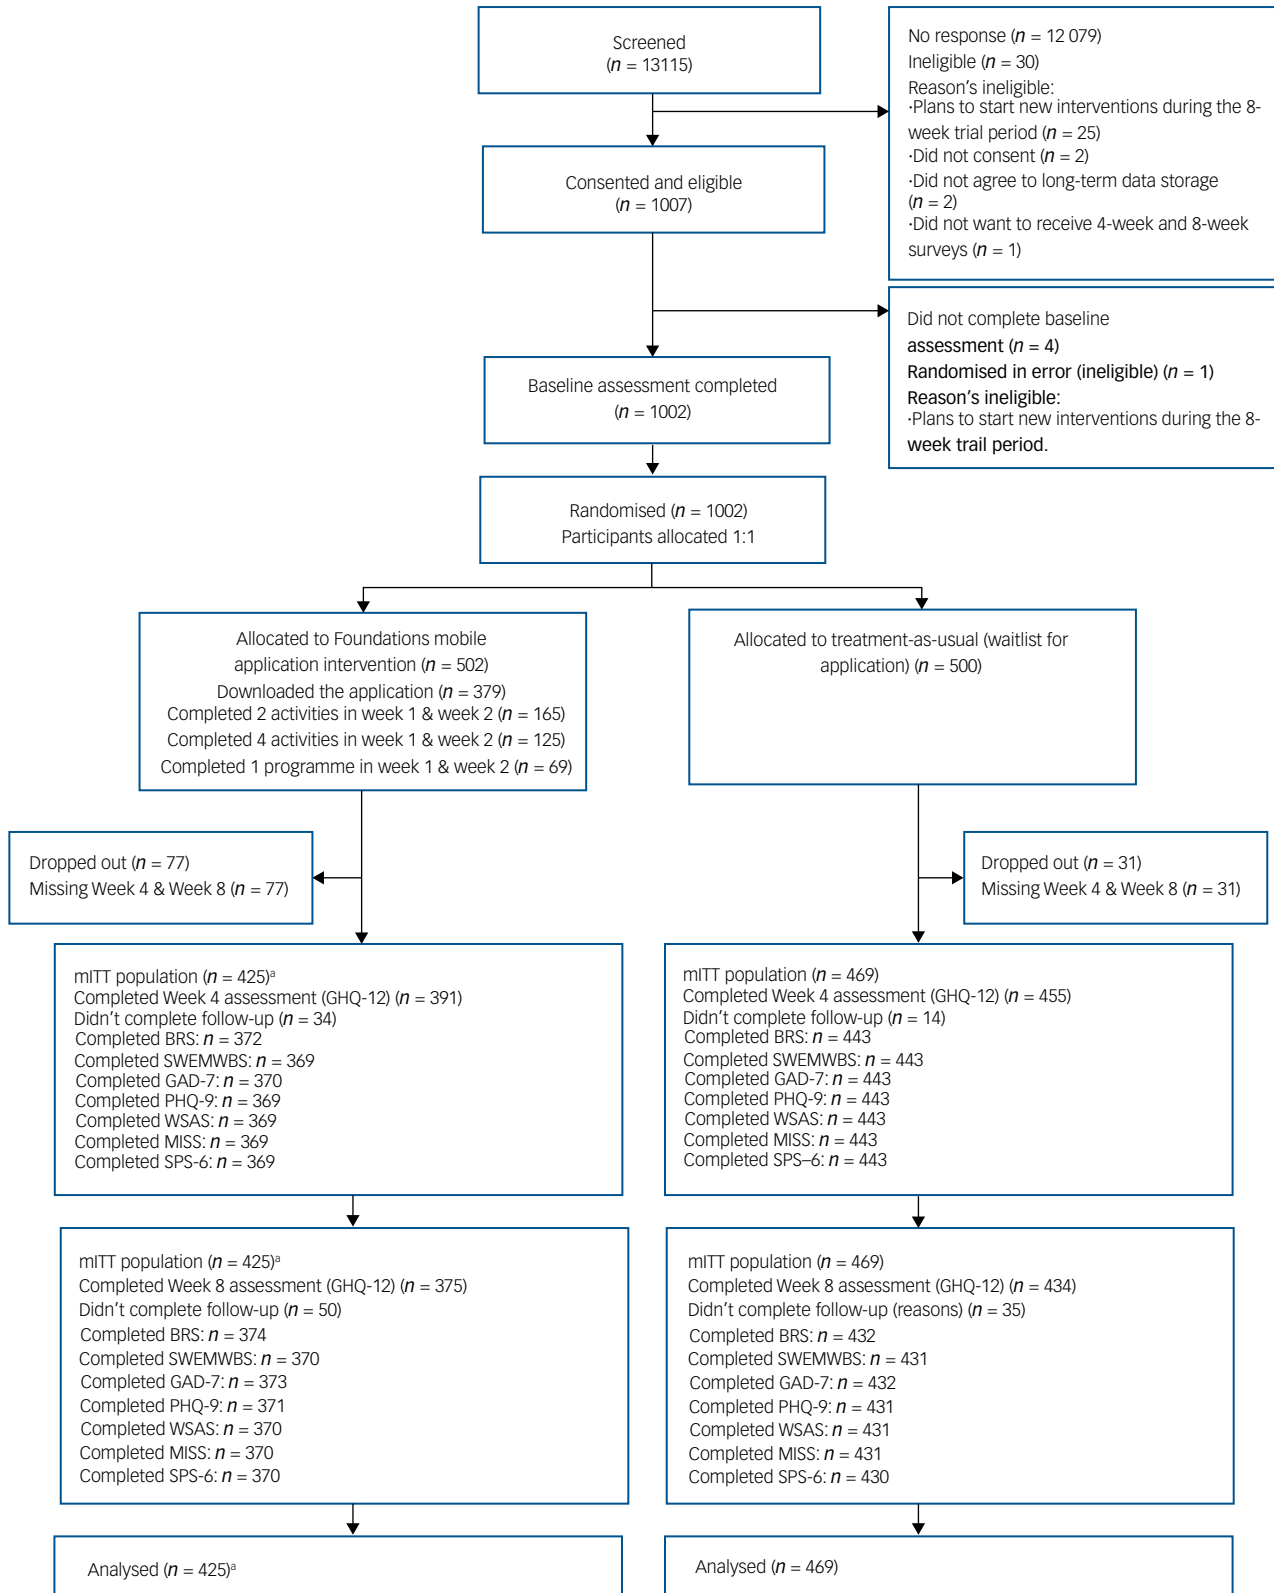 Screened
(n = 13115)
No response (n = 12 079)
Ineligible (n = 30)
Reason's ineligible:
·Plans to start new interventions during the 8-
week trial period (n = 25)
·Did not consent (n = 2)
·Did not agree to long-term data storage
(n = 2)
·Did not want to receive 4-week and 8-week
surveys (n = 1)
Consented and eligible
(n = 1007)
Did not complete baseline
assessment (n = 4)
Randomised in error (ineligible) (n = 1)
Reason's ineligible:
·Plans to start new interventions during the 8-
week trail period.
Baseline assessment completed
(n = 1002)
Randomised (n = 1002)
Participants allocated 1:1
Allocated to Foundations mobile
application intervention (n = 502)
Downloaded the application (n = 379)
Completed 2 activities in week 1 & week 2 (n = 165)
Completed 4 activities in week 1 & week 2 (n = 125)
Completed 1 programme in week 1 & week 2 (n = 69)
Allocated to treatment-as-usual (waitlist for
application) (n = 500)
Dropped out (n = 77)
Missing Week 4 & Week 8 (n = 77)
Dropped out (n = 31)
Missing Week 4 & Week 8 (n = 31)
mITT population (n = 425)ª
Completed Week 4 assessment (GHQ-12) (n = 391)
Didn't complete follow-up (n = 34)
Completed BRS: n = 372
Completed SWEMWBS: n = 369
Completed GAD-7: n = 370
Completed PHQ-9: n = 369
Completed WSAS: n = 369
Completed MISS: n = 369
Completed SPS-6: n = 369
mITT population (n = 469)
Completed Week 4 assessment (GHQ-12) (n = 455)
Didn't complete follow-up (n = 14)
Completed BRS: n = 443
Completed SWEMWBS: n = 443
Completed GAD-7: n = 443
Completed PHQ-9: n = 443
Completed WSAS: n = 443
Completed MISS: n = 443
Completed SPS–6: n = 443
mITT population (n = 425)ª
Completed Week 8 assessment (GHQ-12) (n = 375)
Didn't complete follow-up (n = 50)
Completed BRS: n = 374
Completed SWEMWBS: n = 370
Completed GAD-7: n = 373
Completed PHQ-9: n = 371
Completed WSAS: n = 370
Completed MISS: n = 370
Completed SPS-6: n = 370
mITT population (n = 469)
Completed Week 8 assessment (GHQ-12) (n = 434)
Didn't complete follow-up (reasons) (n = 35)
Completed BRS: n = 432
Completed SWEMWBS: n = 431
Completed GAD-7: n = 432
Completed PHQ-9: n = 431
Completed WSAS: n = 431
Completed MISS: n = 431
Completed SPS-6: n = 430
Analysed (n = 425)ª
Analysed (n = 469)